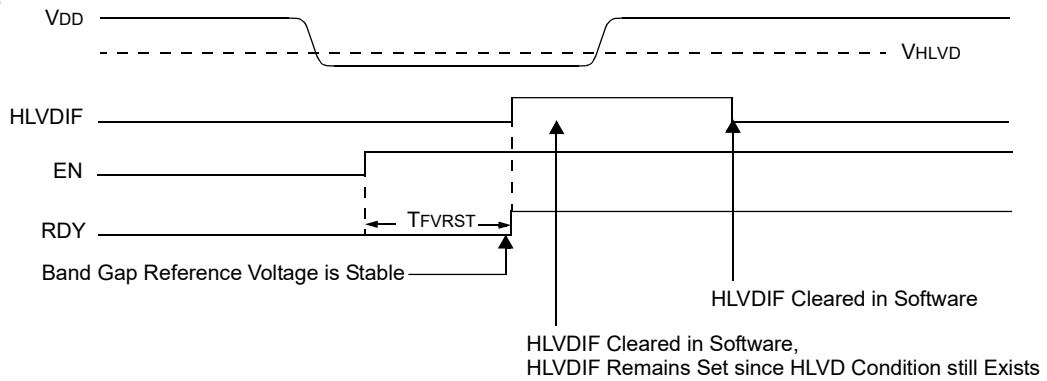 VDD
VHLVD
HLVDIF
EN
TFVRST
RDY
Band Gap Reference Voltage is Stable
HLVDIF Cleared in Software
HLVDIF Cleared in Software,
HLVDIF Remains Set since HLVD Condition still Exists